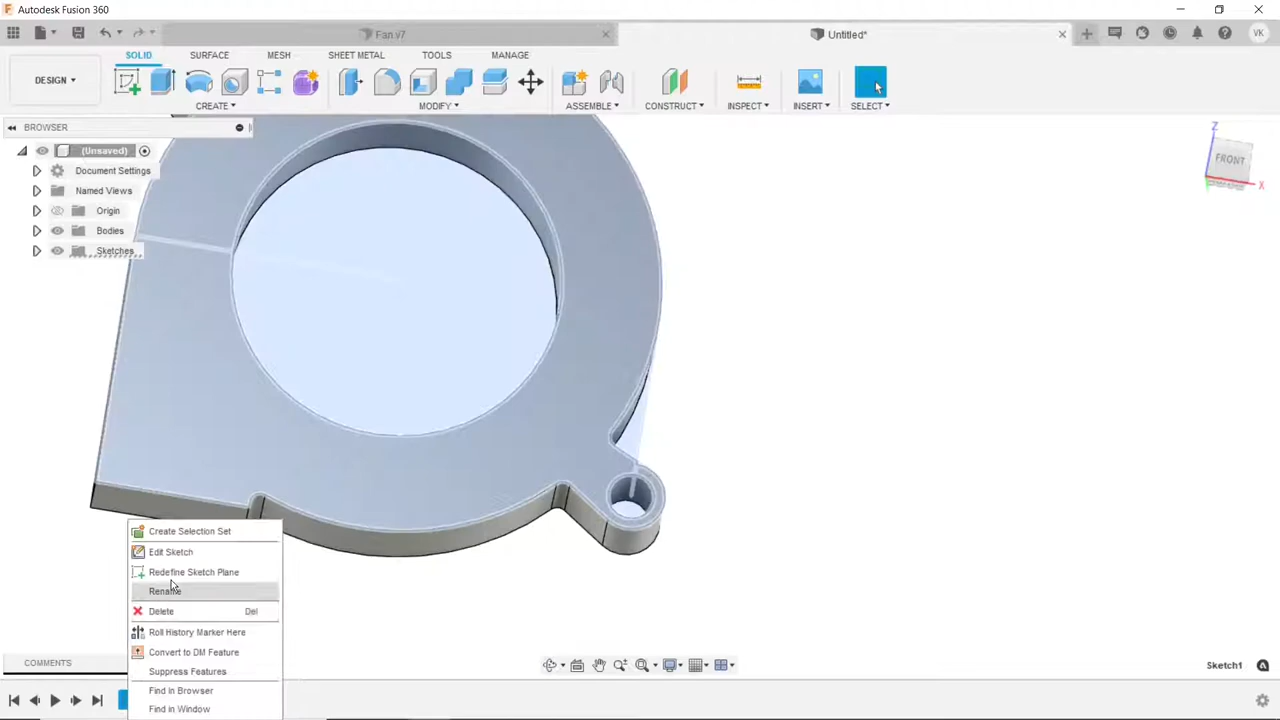 Autodesk Fusion 360
Fan v7
Untitled*
VK
SOLID SURFACE MESH SHEET METAL TOOLS MANAGE
DESIGN
CREATE MODIFY ASSEMBLE CONSTRUCT INSPECT INSERT SELECT
BROWSER
(Unsaved)
Document Settings
Named Views
Origin
Bodies
Sketches
Z
FRONT
X
Create Selection Set
Edit Sketch
Redefine Sketch Plane
Rename
Delete Del
Roll History Marker Here
Convert to DM Feature
Suppress Features
Find in Browser
Find in Window
COMMENTS
Sketch1